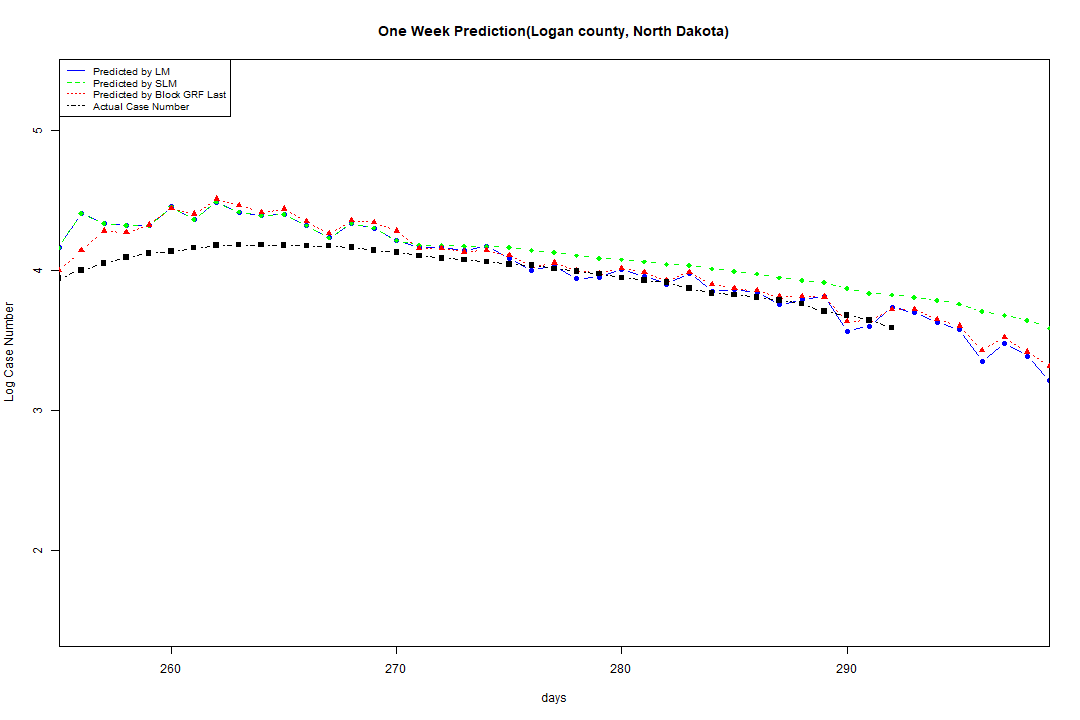 One Week Prediction(Logan county, North Dakota)
Predicted by LM
Predicted by SLM
Predicted by Block GRF Last
Actual Case Number
5
4
3
2
Log Case Number
260 270 280 290
days